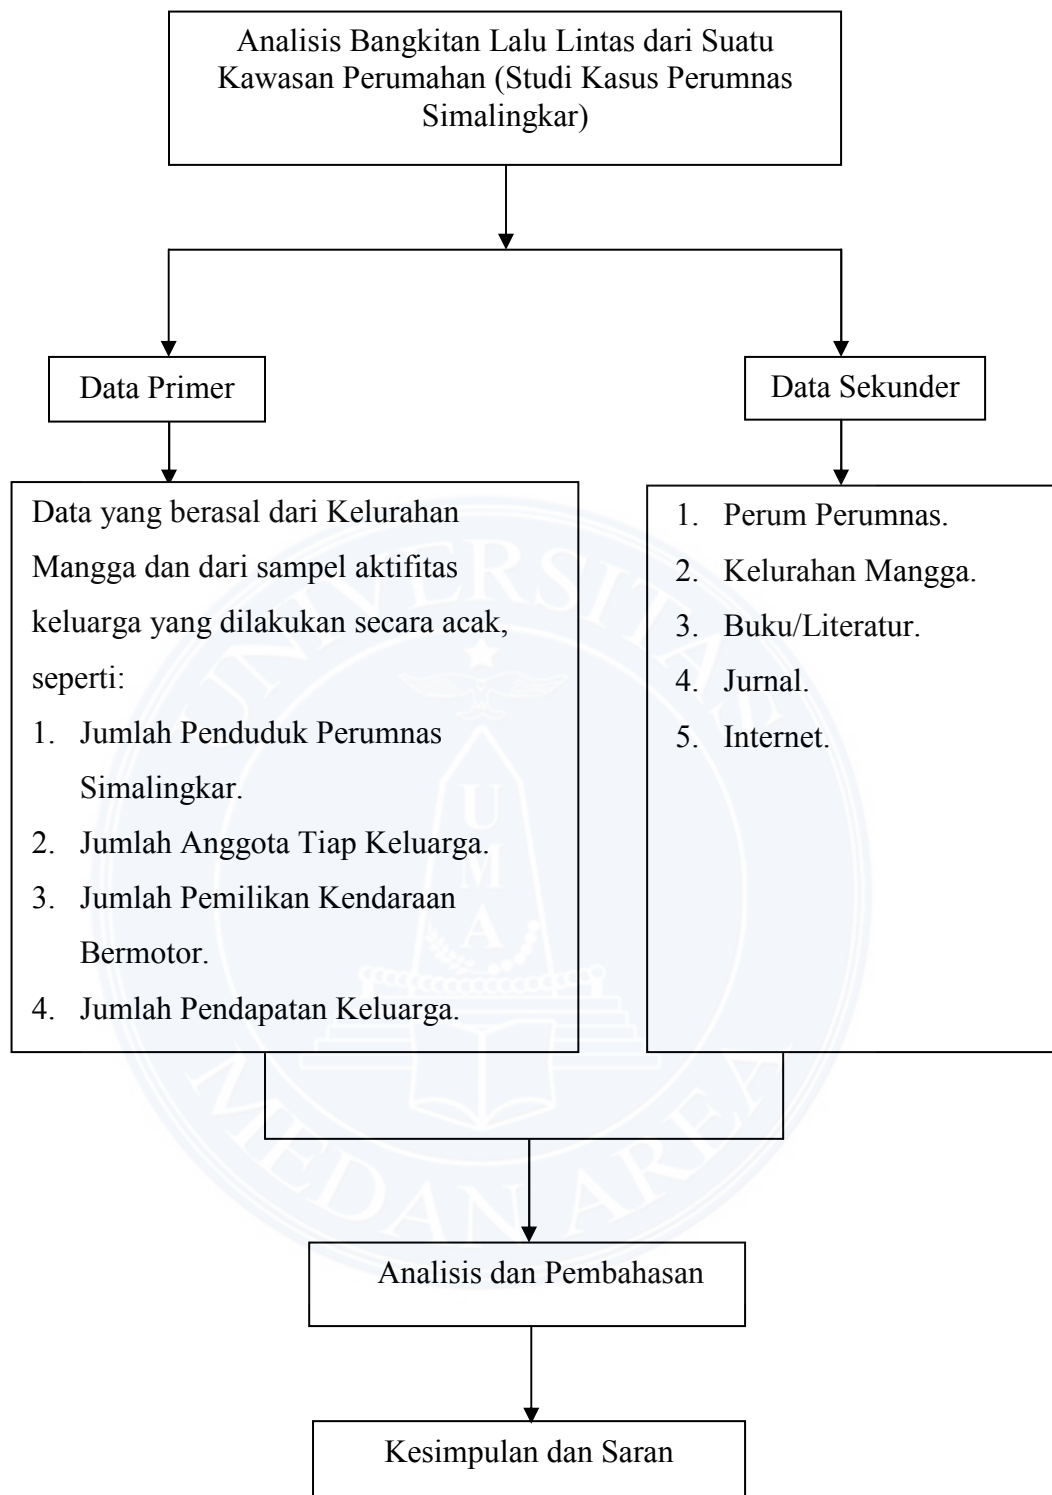 Analisis Bangkitan Lalu Lintas dari Suatu
Kawasan Perumahan (Studi Kasus Perumnas
Simalingkar)
Data Primer
Data Sekunder
Data yang berasal dari Kelurahan
Mangga dan dari sampel aktifitas
keluarga yang dilakukan secara acak,
seperti:
1. Jumlah Penduduk Perumnas
Simalingkar.
2. Jumlah Anggota Tiap Keluarga.
3. Jumlah Pemilikan Kendaraan
Bermotor.
4. Jumlah Pendapatan Keluarga.
1. Perum Perumnas.
2. Kelurahan Mangga.
3. Buku/Literatur.
4. Jurnal.
5. Internet.
UNIVERSITAS
U
M
A
MEDAN AREA
Analisis dan Pembahasan
Kesimpulan dan Saran